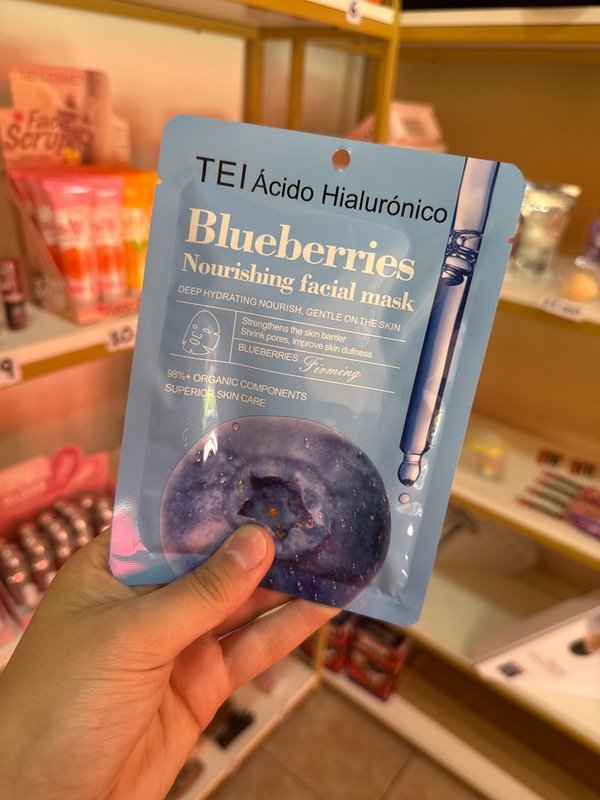 TEI Ácido Hialurónico
Blueberries
Nourishing facial mask
DEEP HYDRATING NOURISH, GENTLE ON THE SKIN
Strengthens the skin barrier
Shrink pores, improve skin dullness
BLUEBERRIES Firming
98%+ ORGANIC COMPONENTS
SUPERIOR SKIN CARE
Scrub